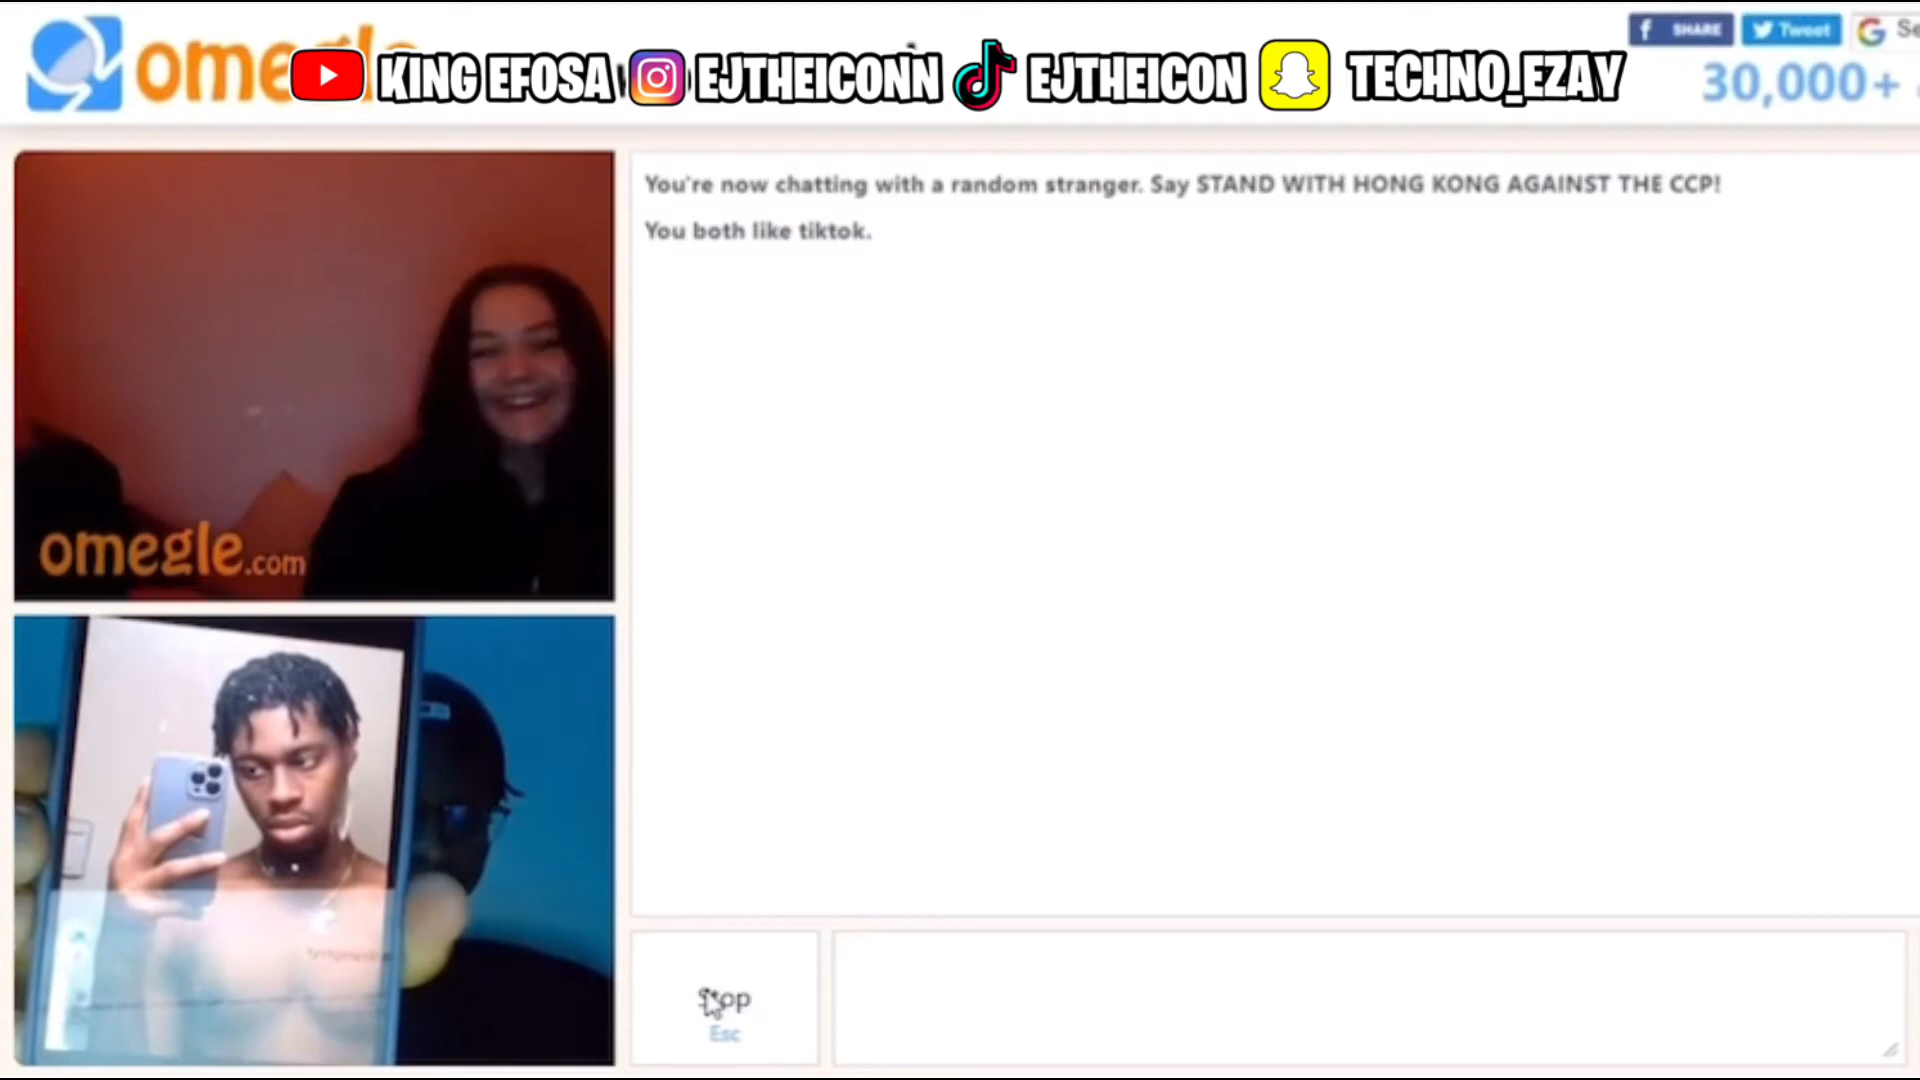 ome
KING EFOSA EJTHEICONN EJTHEICON TECHNO_EZAY
SHARE Tweet
30,000+
You're now chatting with a random stranger. Say STAND WITH HONG KONG AGAINST THE CCP!
You both like tiktok.
omegle.com
Stop
Esc